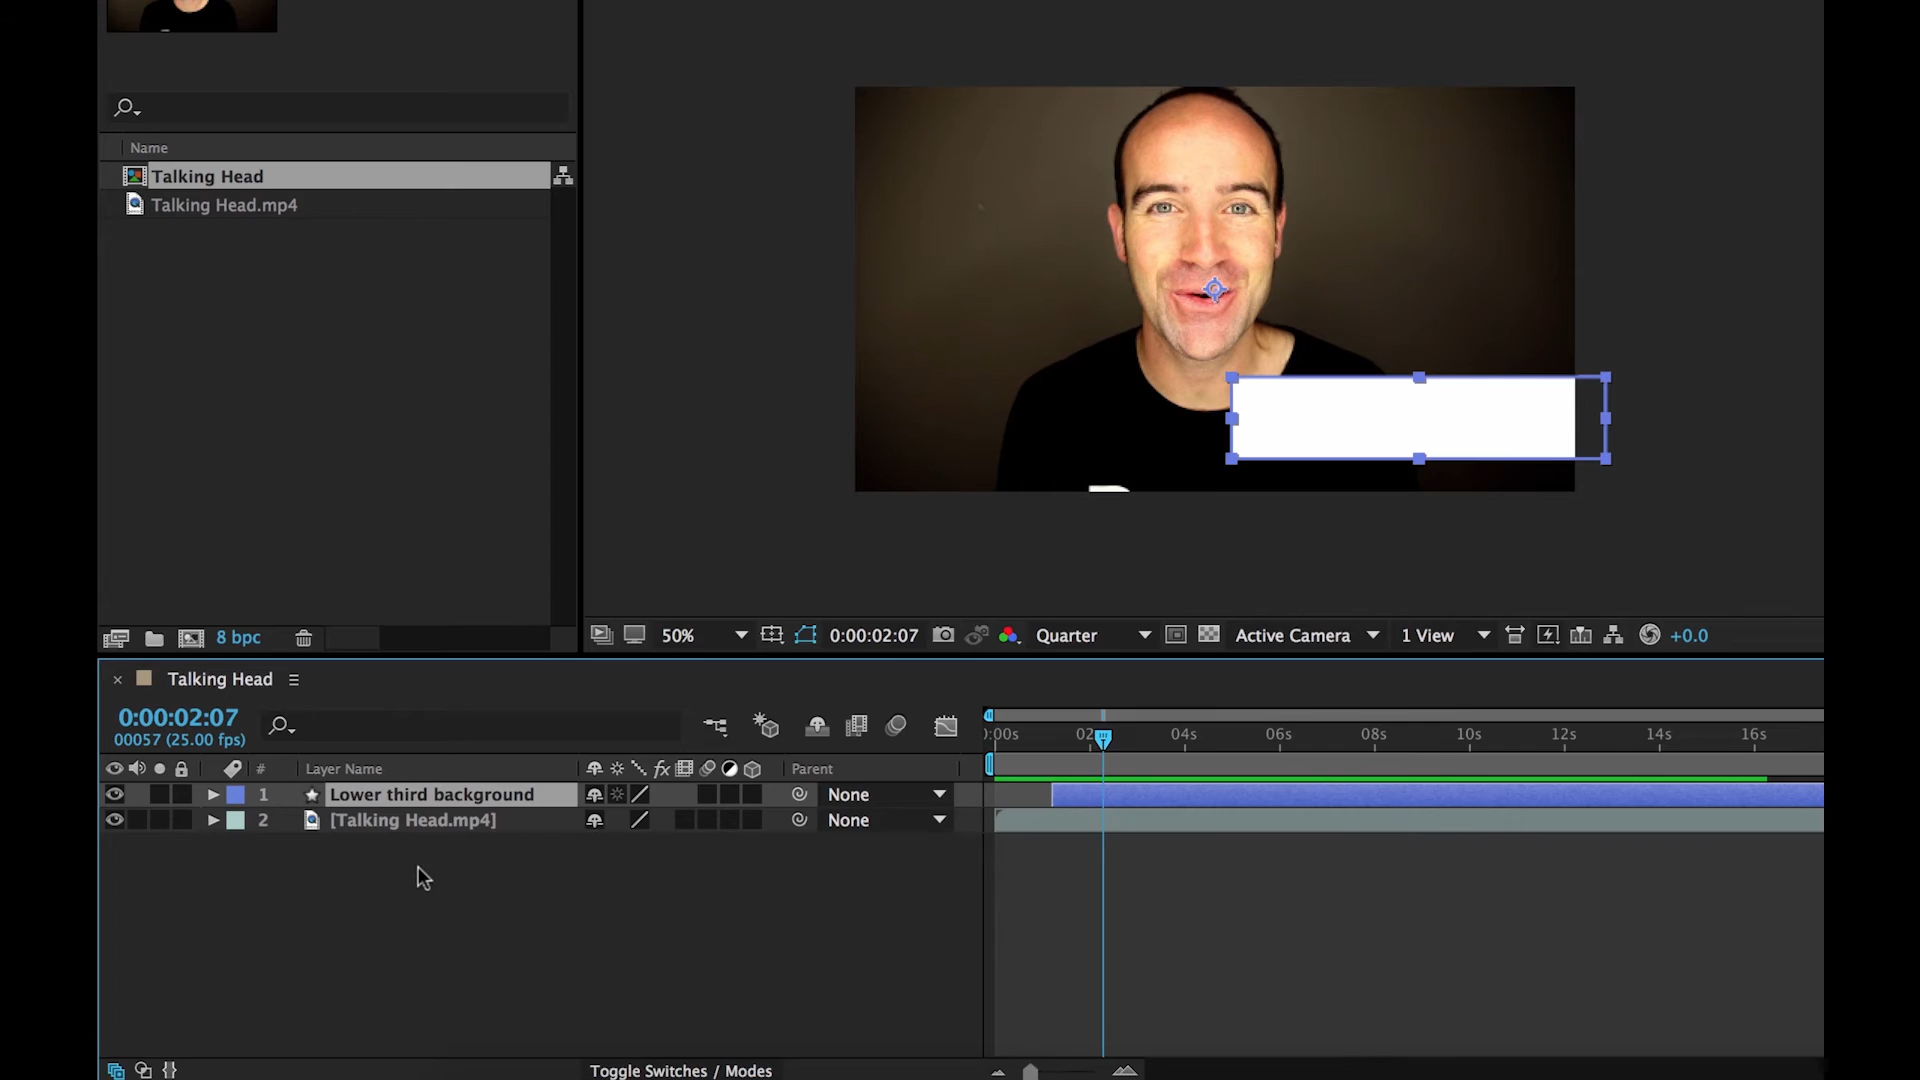 Name
Talking Head
Talking Head.mp4
8 bpc
50%
0:00:02:07
Quarter
Active Camera
1 View
+0.0
Talking Head
0:00:02:07
00057 (25.00 fps)
# Layer Name fx Parent
1 Lower third background None
2 [Talking Head.mp4] None
):00s 02 04s 06s 08s 10s 12s 14s 16s
Toggle Switches / Modes